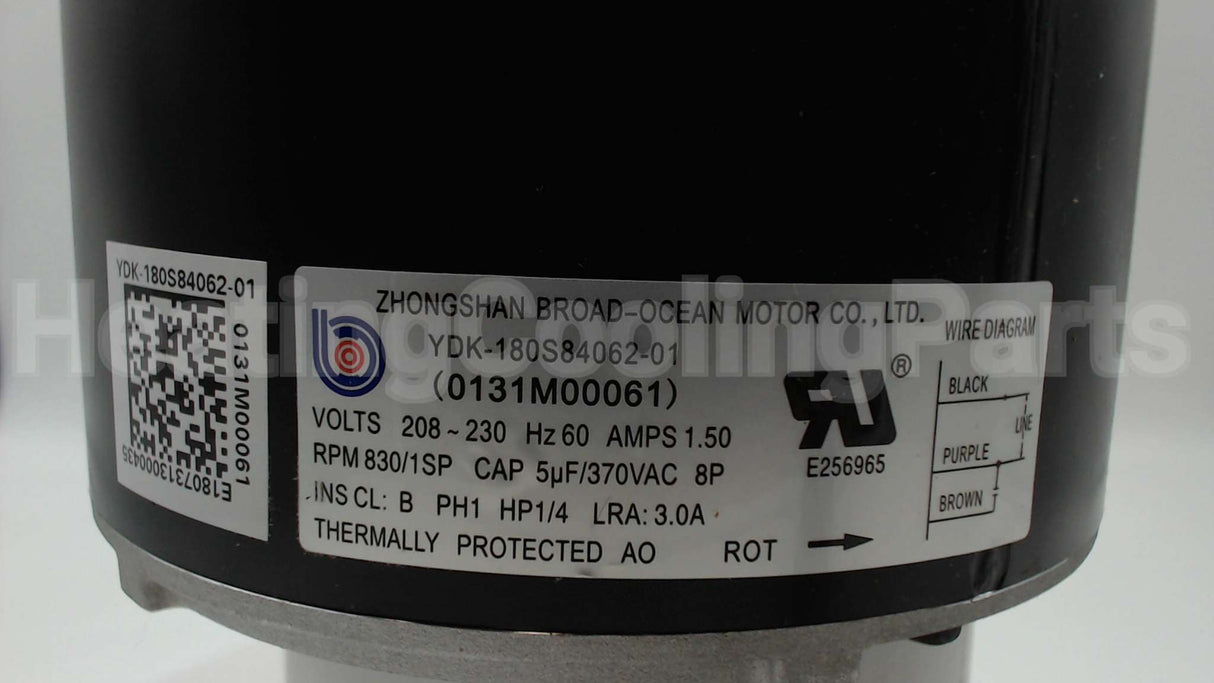 YDK-180S84062-01
0131M00061
E1807313000435
ZHONGSHAN BROAD-OCEAN MOTOR CO., LTD.
YDK-180S84062-01
(0131M00061)
VOLTS 208~230 Hz 60 AMPS 1.50
RPM 830/1SP CAP 5μF/370VAC 8P
INS CL: B PH1 HP1/4 LRA: 3.0A
THERMALLY PROTECTED AO ROT
®
E256965
WIRE DIAGRAM
BLACK
LINE
PURPLE
BROWN
HeatingCoolingParts